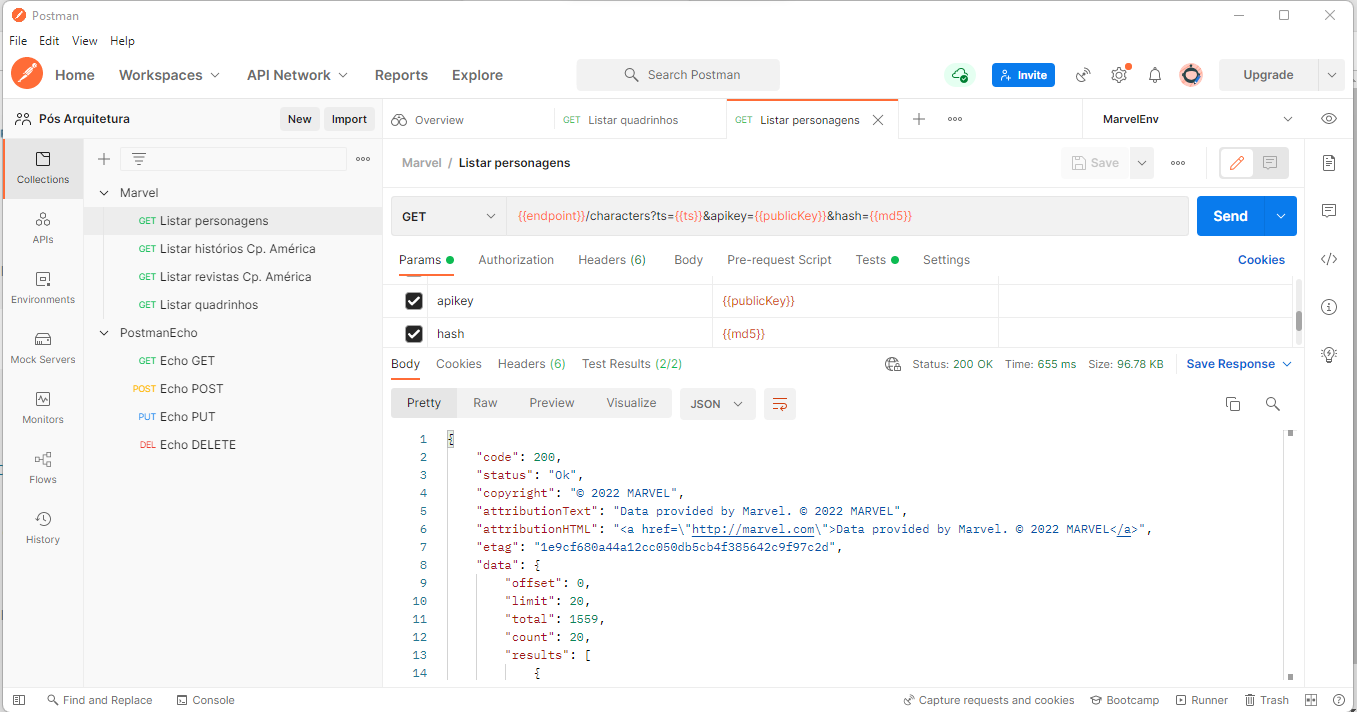 Postman
File Edit View Help
Home Workspaces API Network Reports Explore Search Postman Invite Upgrade
Pós Arquitetura New Import Overview GET Listar quadrinhos GET Listar personagens MarvelEnv
Collections
APIs
Environments
Mock Servers
Monitors
Flows
History
Marvel
GET Listar personagens
GET Listar histórios Cp. América
GET Listar revistas Cp. América
GET Listar quadrinhos
PostmanEcho
GET Echo GET
POST Echo POST
PUT Echo PUT
DEL Echo DELETE
Marvel / Listar personagens Save
GET {{endpoint}}/characters?ts={{ts}}&apikey={{publicKey}}&hash={{md5}} Send
Params Authorization Headers (6) Body Pre-request Script Tests Settings Cookies
apikey {{publicKey}}
hash {{md5}}
Body Cookies Headers (6) Test Results (2/2) Status: 200 OK Time: 655 ms Size: 96.78 KB Save Response
Pretty Raw Preview Visualize JSON
1 {
2 "code": 200,
3 "status": "Ok",
4 "copyright": "© 2022 MARVEL",
5 "attributionText": "Data provided by Marvel. © 2022 MARVEL",
6 "attributionHTML": "<a href=\"http://marvel.com\">Data provided by Marvel. © 2022 MARVEL</a>",
7 "etag": "1e9cf680a44a12cc050db5cb4f385642c9f97c2d",
8 "data": {
9 "offset": 0,
10 "limit": 20,
11 "total": 1559,
12 "count": 20,
13 "results": [
14 {
Find and Replace Console Capture requests and cookies Bootcamp Runner Trash